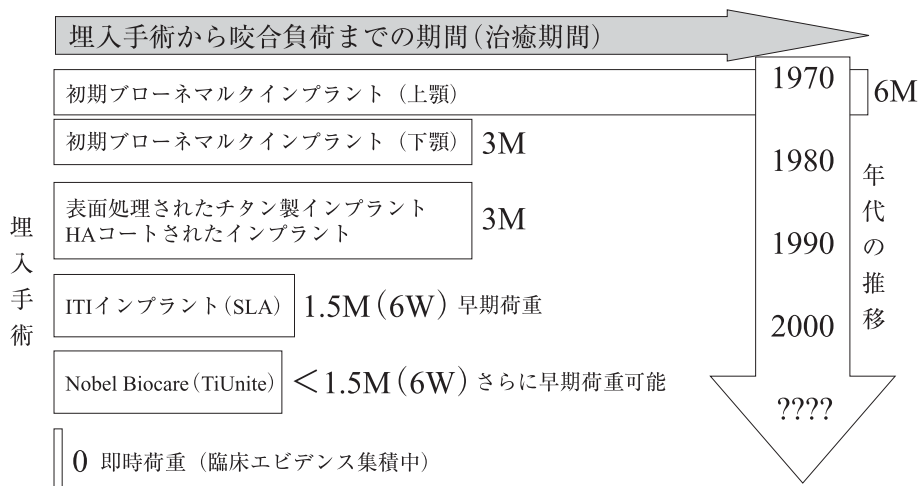 埋入手術から咬合負荷までの期間(治癒期間)
初期ブローネマルクインプラント(上顎)
6M
初期ブローネマルクインプラント(下顎)
3M
表面処理されたチタン製インプラント
HAコートされたインプラント
3M
ITIインプラント(SLA)
1.5M(6W) 早期荷重
Nobel Biocare(TiUnite)
<1.5M(6W) さらに早期荷重可能
0 即時荷重(臨床エビデンス集積中)
埋入手術
1970
1980
1990
2000
????
年代の推移